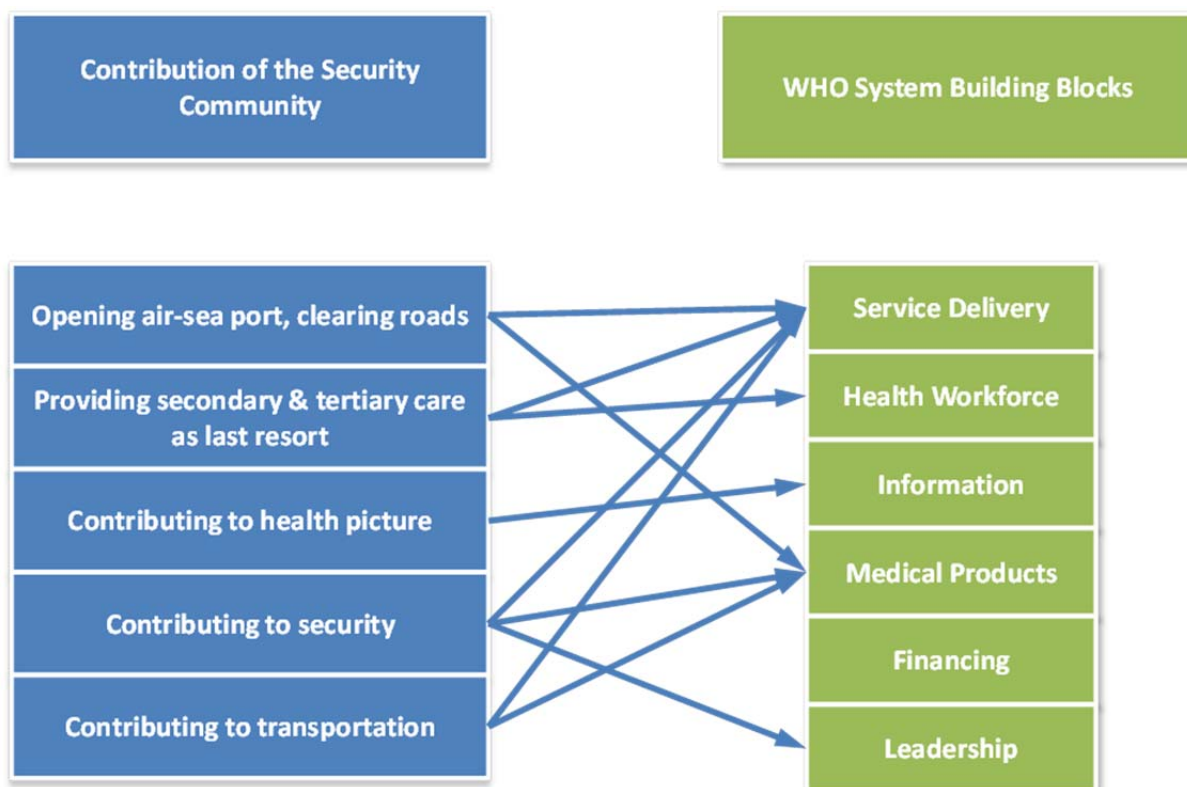 Contribution of the Security
Community
WHO System Building Blocks
Opening air-sea port, clearing roads
Providing secondary & tertiary care
as last resort
Contributing to health picture
Contributing to security
Contributing to transportation
Service Delivery
Health Workforce
Information
Medical Products
Financing
Leadership